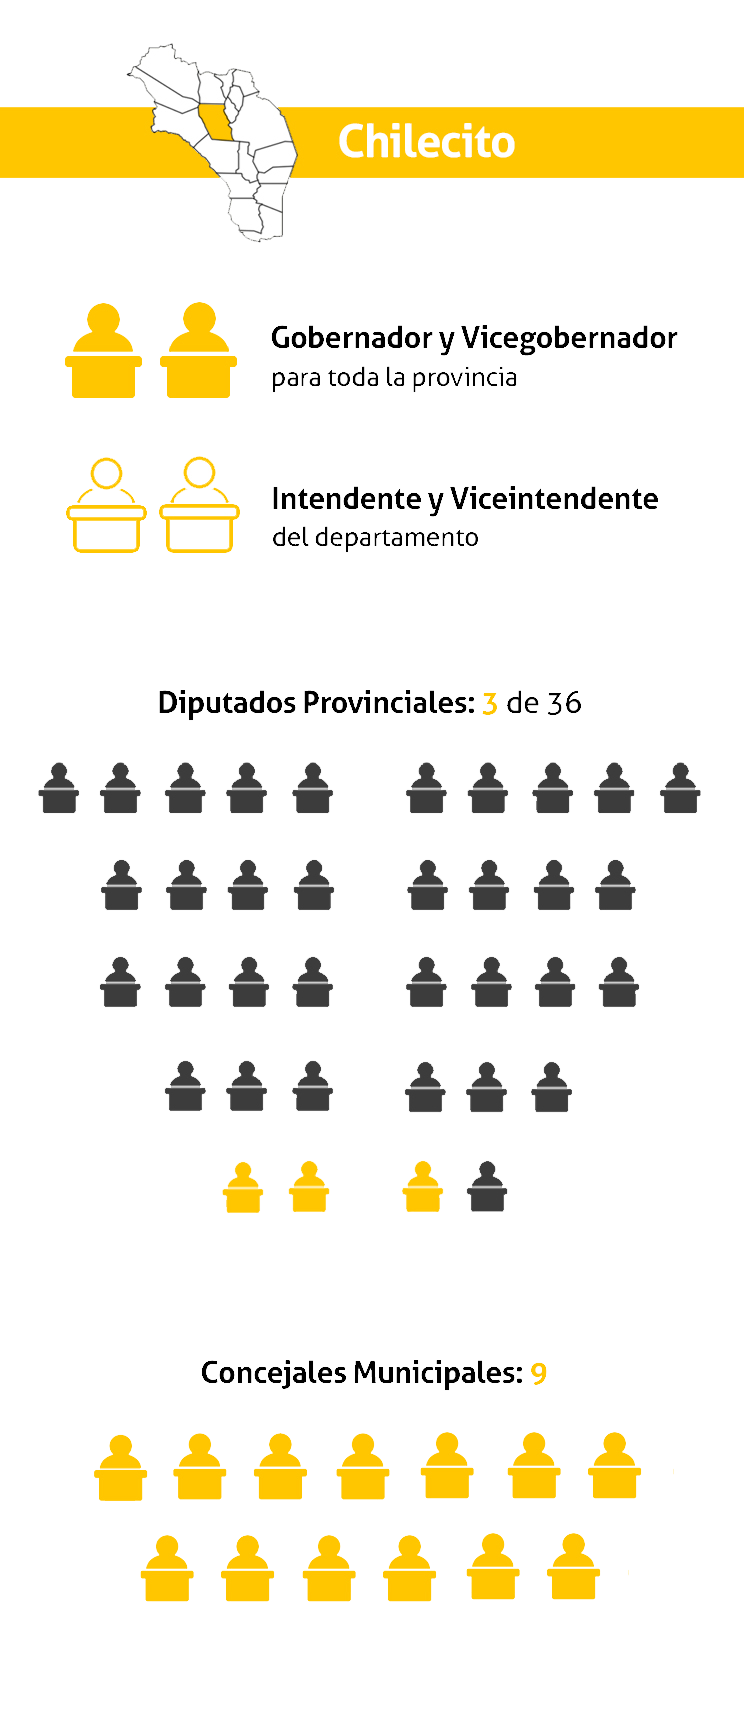 Chilecito
Gobernador y Vicegobernador
para toda la provincia
Intendente y Viceintendente
del departamento
Diputados Provinciales: 3 de 36
Concejales Municipales: 9